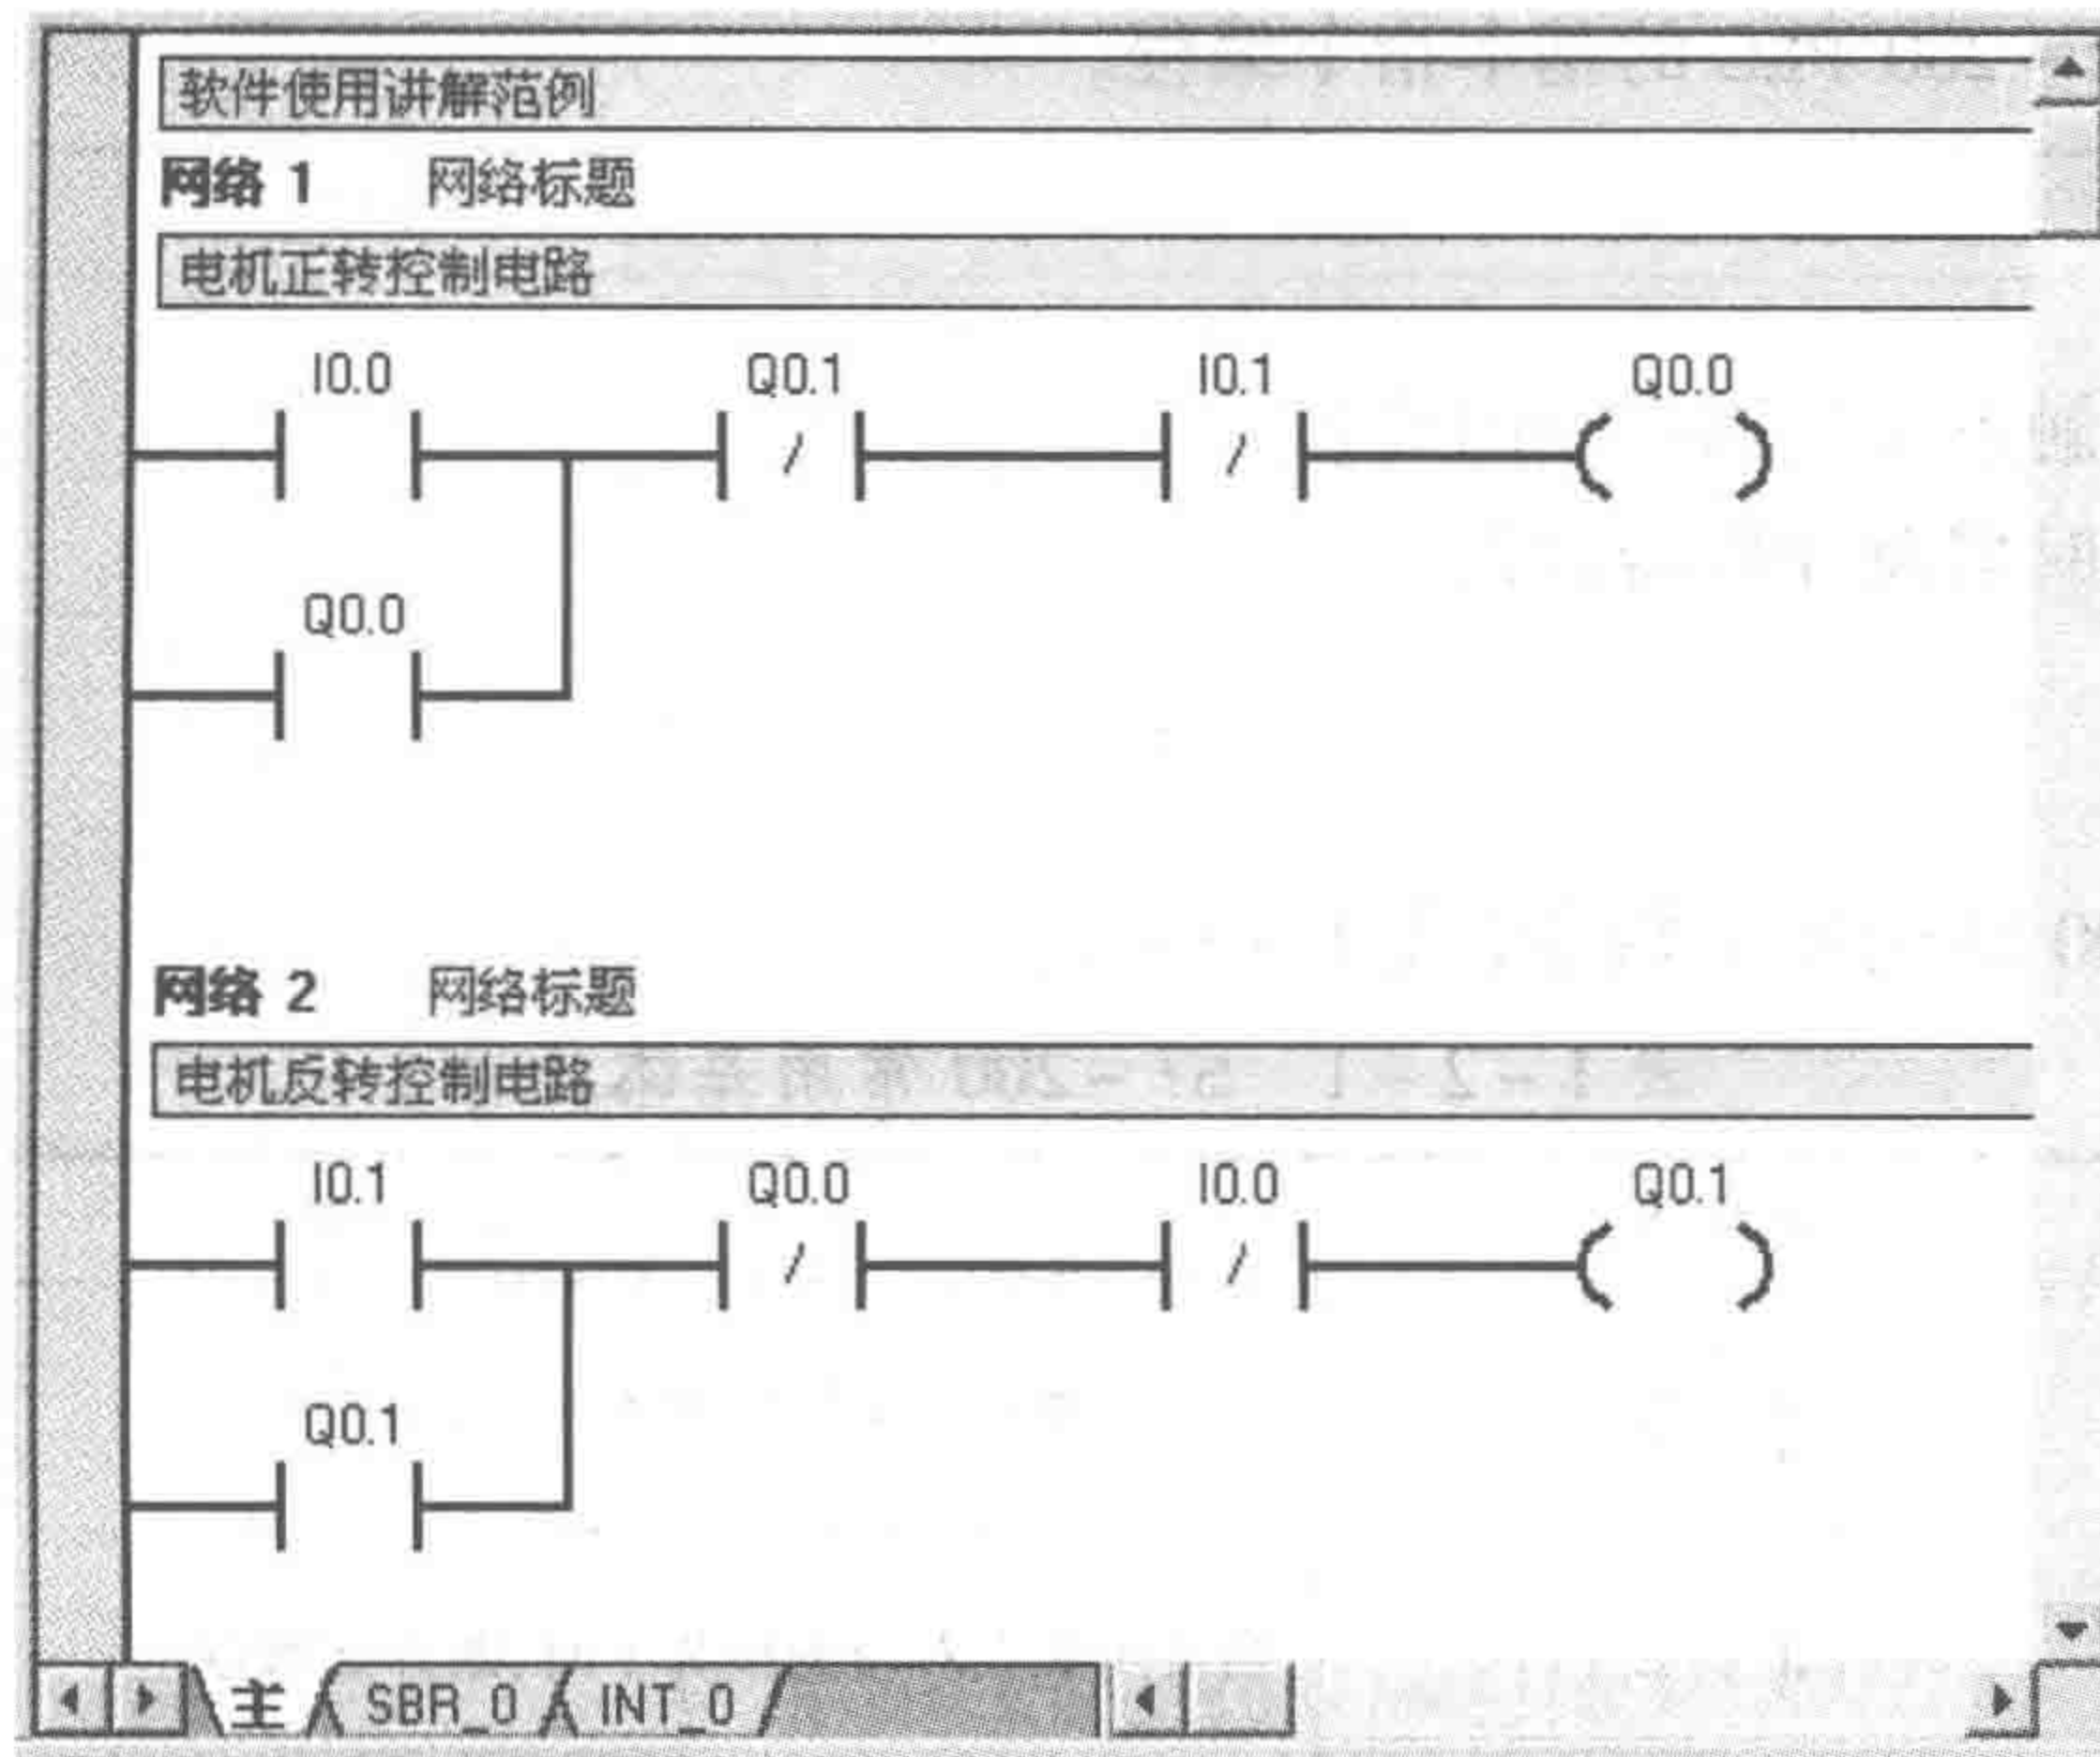 软件使用讲解范例
网络 1 网络标题
电机正转控制电路
I0.0 Q0.1 I0.1 Q0.0
Q0.0
网络 2 网络标题
电机反转控制电路
I0.1 Q0.0 I0.0 Q0.1
Q0.1
主 SBR_0 INT_0